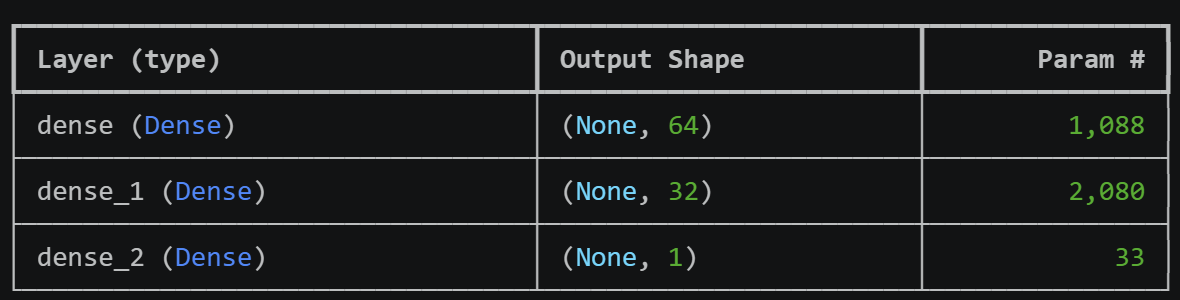 Layer (type) Output Shape Param #
dense (Dense) (None, 64) 1,088
dense_1 (Dense) (None, 32) 2,080
dense_2 (Dense) (None, 1) 33